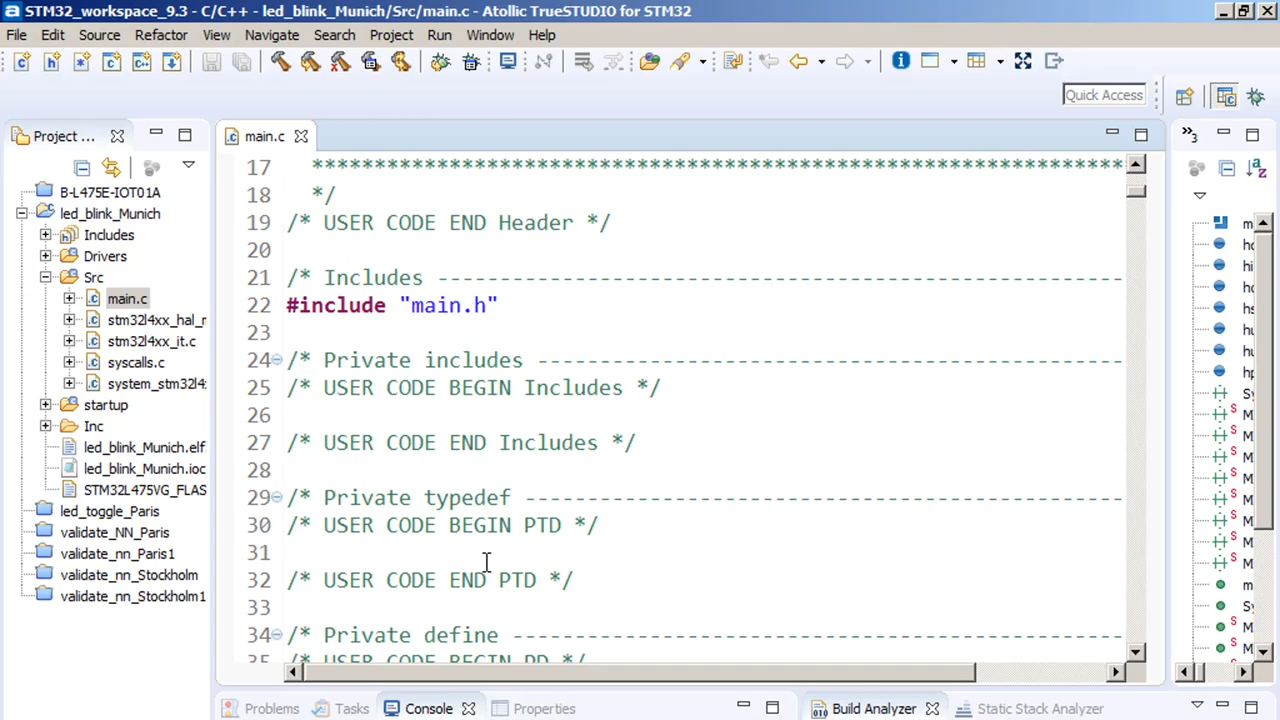 STM32_workspace_9.3 - C/C++ - led_blink_Munich/Src/main.c - Atollic TrueSTUDIO for STM32
File Edit Source Refactor View Navigate Search Project Run Window Help
Quick Access
Project ...
B-L475E-IOT01A
led_blink_Munich
Includes
Drivers
Src
main.c
stm32l4xx_hal_r
stm32l4xx_it.c
syscalls.c
system_stm32l4
startup
Inc
led_blink_Munich.elf
led_blink_Munich.ioc
STM32L475VG_FLAS
led_toggle_Paris
validate_NN_Paris
validate_nn_Paris1
validate_nn_Stockholm
validate_nn_Stockholm1
main.c
17 ******************************************************************
18 */
19 /* USER CODE END Header */
20
21 /* Includes -------------------------------------------------------
22 #include "main.h"
23
24 /* Private includes -----------------------------------------------
25 /* USER CODE BEGIN Includes */
26
27 /* USER CODE END Includes */
28
29 /* Private typedef ------------------------------------------------
30 /* USER CODE BEGIN PTD */
31
32 /* USER CODE END PTD */
33
34 /* Private define -------------------------------------------------
35 /* USER CODE BEGIN PD */
Problems Tasks Console Properties
Build Analyzer Static Stack Analyzer